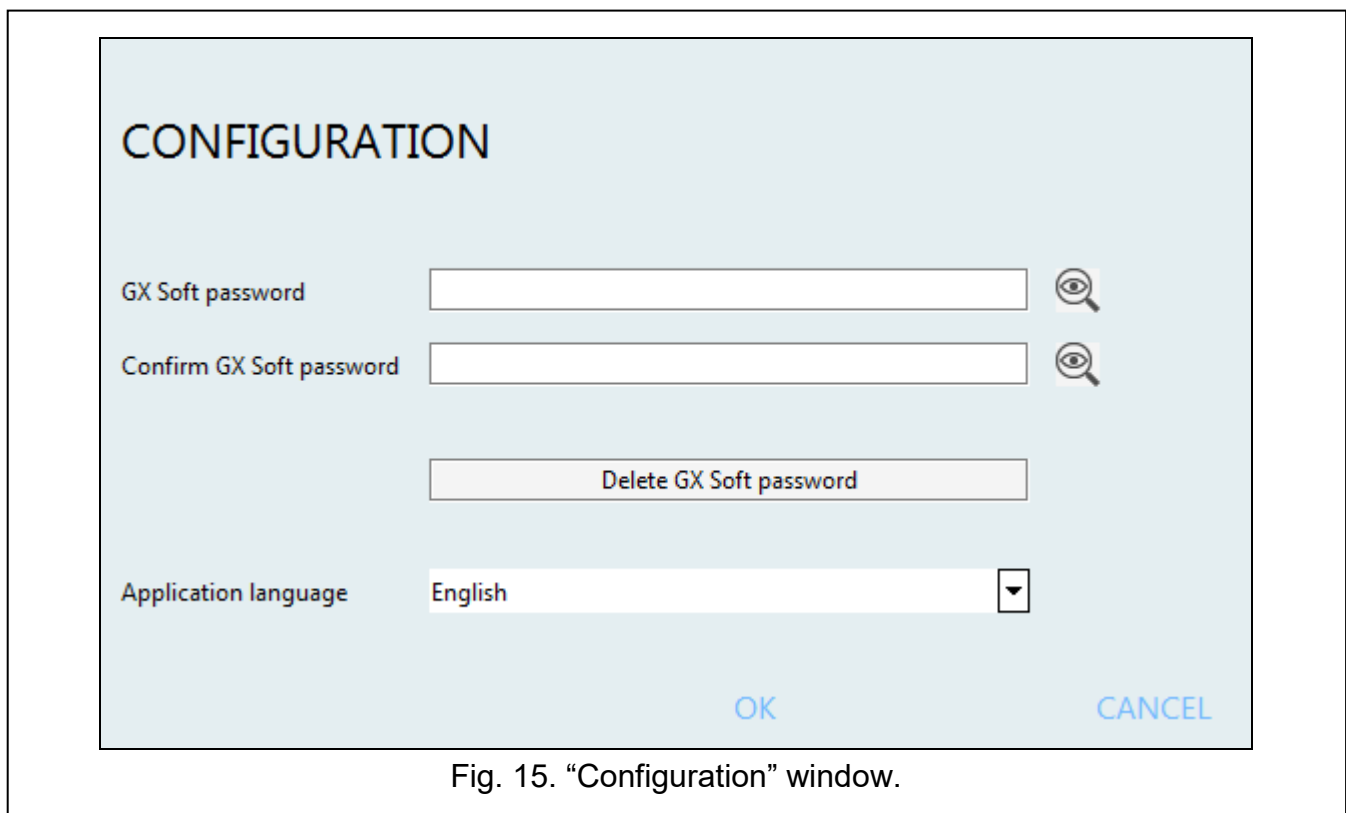 CONFIGURATION
GX Soft password
Confirm GX Soft password
Delete GX Soft password
Application language English
OK CANCEL
Fig. 15. “Configuration” window.